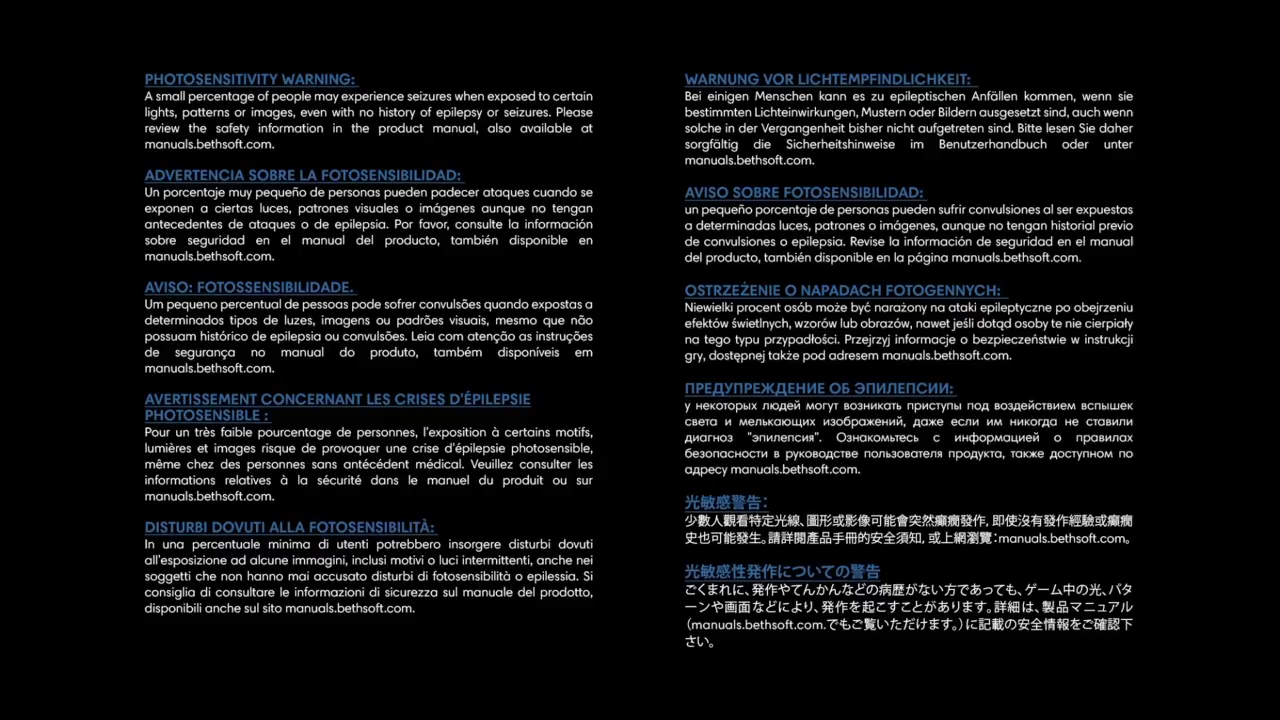 PHOTOSENSITIVITY WARNING:
A small percentage of people may experience seizures when exposed to certain
lights, patterns or images, even with no history of epilepsy or seizures. Please
review the safety information in the product manual, also available at
manuals.bethsoft.com.
ADVERTENCIA SOBRE LA FOTOSENSIBILIDAD:
Un porcentaje muy pequeño de personas pueden padecer ataques cuando se
exponen a ciertas luces, patrones visuales o imágenes aunque no tengan
antecedentes de ataques o de epilepsia. Por favor, consulte la información
sobre seguridad en el manual del producto, también disponible en
manuals.bethsoft.com.
AVISO: FOTOSSENSIBILIDADE.
Um pequeno percentual de pessoas pode sofrer convulsões quando expostas a
determinados tipos de luzes, imagens ou padrões visuais, mesmo que não
possuam histórico de epilepsia ou convulsões. Leia com atenção as instruções
de segurança no manual do produto, também disponíveis em
manuals.bethsoft.com.
AVERTISSEMENT CONCERNANT LES CRISES D'ÉPILEPSIE
PHOTOSENSIBLE :
Pour un très faible pourcentage de personnes, l'exposition à certains motifs,
lumières et images risque de provoquer une crise d'épilepsie photosensible,
même chez des personnes sans antécédent médical. Veuillez consulter les
informations relatives à la sécurité dans le manuel du produit ou sur
manuals.bethsoft.com.
DISTURBI DOVUTI ALLA FOTOSENSIBILITÀ:
In una percentuale minima di utenti potrebbero insorgere disturbi dovuti
all'esposizione ad alcune immagini, inclusi motivi o luci intermittenti, anche nei
soggetti che non hanno mai accusato disturbi di fotosensibilità o epilessia. Si
consiglia di consultare le informazioni di sicurezza sul manuale del prodotto,
disponibili anche sul sito manuals.bethsoft.com.
WARNUNG VOR LICHTEMPFINDLICHKEIT:
Bei einigen Menschen kann es zu epileptischen Anfällen kommen, wenn sie
bestimmten Lichteinwirkungen, Mustern oder Bildern ausgesetzt sind, auch wenn
solche in der Vergangenheit bisher nicht aufgetreten sind. Bitte lesen Sie daher
sorgfältig die Sicherheitshinweise im Benutzerhandbuch oder unter
manuals.bethsoft.com.
AVISO SOBRE FOTOSENSIBILIDAD:
un pequeño porcentaje de personas pueden sufrir convulsiones al ser expuestas
a determinadas luces, patrones o imágenes, aunque no tengan historial previo
de convulsiones o epilepsia. Revise la información de seguridad en el manual
del producto, también disponible en la página manuals.bethsoft.com.
OSTRZEŻENIE O NAPADACH FOTOGENNYCH:
Niewielki procent osób może być narażony na ataki epileptyczne po obejrzeniu
efektów świetlnych, wzorów lub obrazów, nawet jeśli dotąd osoby te nie cierpiały
na tego typu przypadłości. Przejrzyj informacje o bezpieczeństwie w instrukcji
gry, dostępnej także pod adresem manuals.bethsoft.com.
ПРЕДУПРЕЖДЕНИЕ ОБ ЭПИЛЕПСИИ:
у некоторых людей могут возникать приступы под воздействием вспышек
света и мелькающих изображений, даже если им никогда не ставили
диагноз "эпилепсия". Ознакомьтесь с информацией о правилах
безопасности в руководстве пользователя продукта, также доступном по
адресу manuals.bethsoft.com.
光敏感警告：
少數人觀看特定光線、圖形或影像可能會突然癲癇發作, 即使沒有發作經驗或癲癇
史也可能發生。請詳閱產品手冊的安全須知, 或上網瀏覽：manuals.bethsoft.com。
光敏感性発作についての警告
ごくまれに、発作やてんかんなどの病歴がない方であっても、ゲーム中の光、パタ
ーンや画面などにより、発作を起こすことがあります。詳細は、製品マニュアル
（manuals.bethsoft.com.でもご覧いただけます。）に記載の安全情報をご確認下
さい。